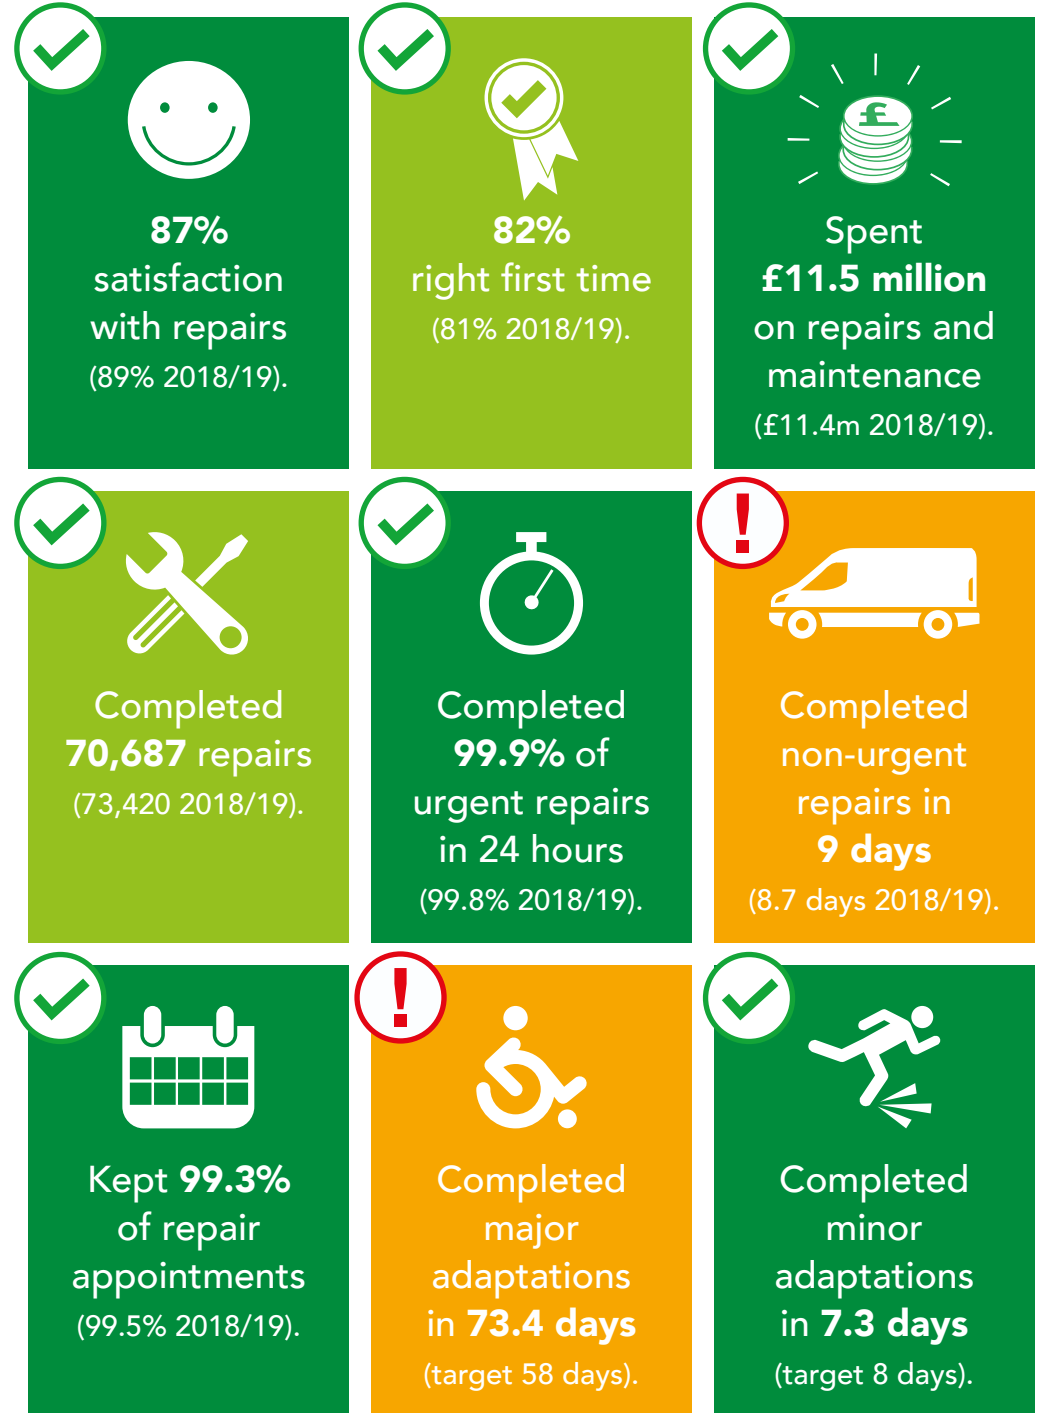 87%
satisfaction
with repairs
(89% 2018/19).
82%
right first time
(81% 2018/19).
£
Spent
£11.5 million
on repairs and
maintenance
(£11.4m 2018/19).
Completed
70,687 repairs
(73,420 2018/19).
Completed
99.9% of
urgent repairs
in 24 hours
(99.8% 2018/19).
!
Completed
non-urgent
repairs in
9 days
(8.7 days 2018/19).
Kept 99.3%
of repair
appointments
(99.5% 2018/19).
!
Completed
major
adaptations
in 73.4 days
(target 58 days).
Completed
minor
adaptations
in 7.3 days
(target 8 days).